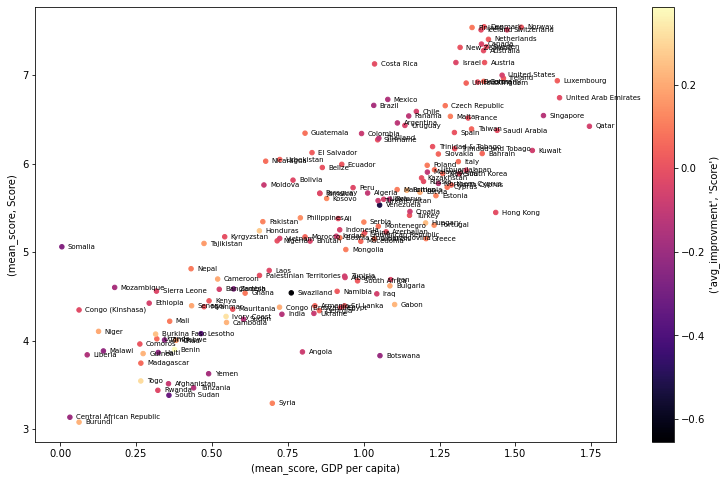 Denmark
Norway
Switzerland
Netherlands
Canada
New Zealand
Australia
Costa Rica
Israel
Austria
United States
Ireland
Luxembourg
United Kingdom
United Arab Emirates
Mexico
Brazil
Czech Republic
Chile
Panama
Malta
France
Singapore
Argentina
Uruguay
Qatar
Guatemala
Colombia
Spain
Taiwan
Saudi Arabia
Suriname
El Salvador
Trinidad & Tobago
Trinidad and Tobago
Kuwait
Slovakia
Bahrain
Nicaragua
Uzbekistan
Ecuador
Belize
Poland
Italy
South Korea
Moldova
Bolivia
Kazakhstan
Peru
Algeria
Cyprus
Estonia
Kosovo
Venezuela
Croatia
Hong Kong
Turkey
Philippines
Serbia
Pakistan
Hungary
Portugal
Montenegro
Honduras
Indonesia
Azerbaijan
Kyrgyzstan
Somalia
Tajikistan
Bhutan
Macedonia
Greece
Mongolia
Nepal
Laos
Palestinian Territories
Tunisia
Cameroon
South Africa
Iran
Bulgaria
Mozambique
Sierra Leone
Ghana
Swaziland
Namibia
Iraq
Ethiopia
Kenya
Senegal
Gabon
Congo (Kinshasa)
Mauritania
India
Ukraine
Ivory Coast
Cambodia
Mali
Niger
Burkina Faso
Lesotho
Comoros
Benin
Haiti
Malawi
Liberia
Angola
Botswana
Guinea
Madagascar
Yemen
Togo
Afghanistan
Rwanda
Tanzania
South Sudan
Syria
Central African Republic
Burundi
7
6
5
4
3
(mean_score, Score)
0.00
0.25
0.50
0.75
1.00
1.25
1.50
1.75
(mean_score, GDP per capita)
0.2
0.0
−0.2
−0.4
−0.6
('avg_improvment', 'Score')